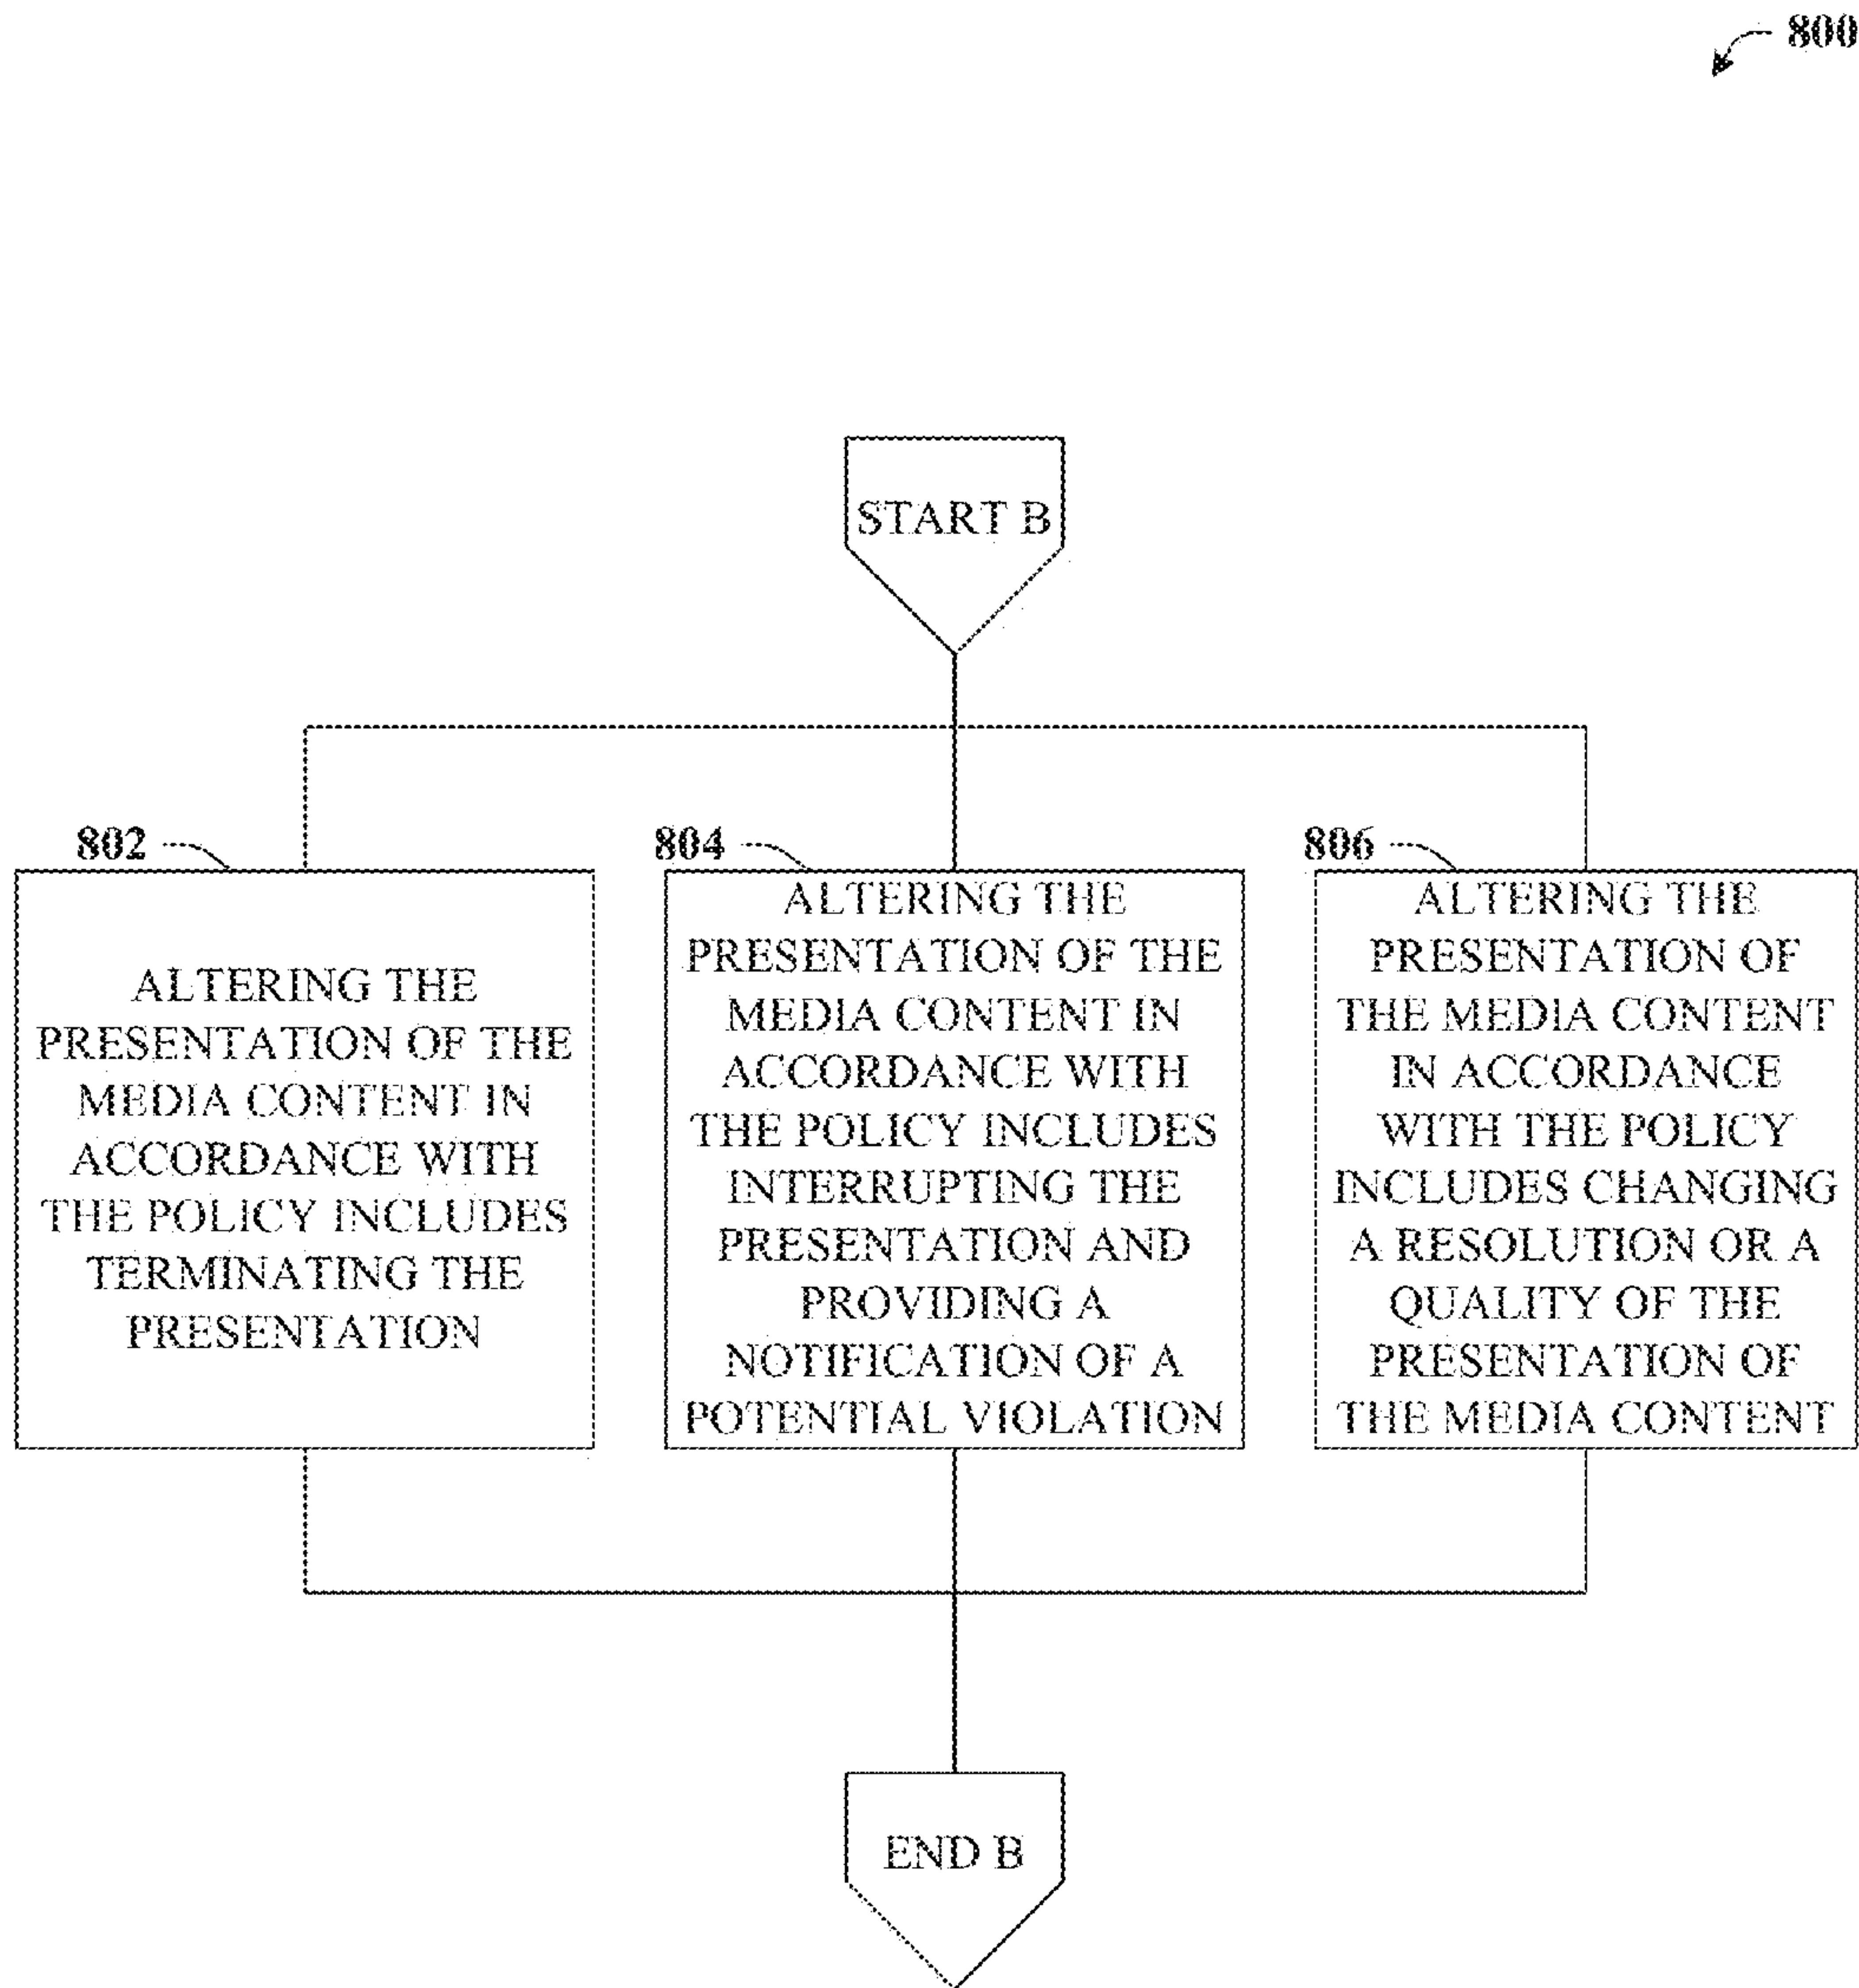 800
START B
802
ALTERING THE
PRESENTATION OF THE
MEDIA CONTENT IN
ACCORDANCE WITH
THE POLICY INCLUDES
TERMINATING THE
PRESENTATION
804
ALTERING THE
PRESENTATION OF THE
MEDIA CONTENT IN
ACCORDANCE WITH
THE POLICY INCLUDES
INTERRUPTING THE
PRESENTATION AND
PROVIDING A
NOTIFICATION OF A
POTENTIAL VIOLATION
806
ALTERING THE
PRESENTATION OF
THE MEDIA CONTENT
IN ACCORDANCE
WITH THE POLICY
INCLUDES CHANGING
A RESOLUTION OR A
QUALITY OF THE
PRESENTATION OF
THE MEDIA CONTENT
END B